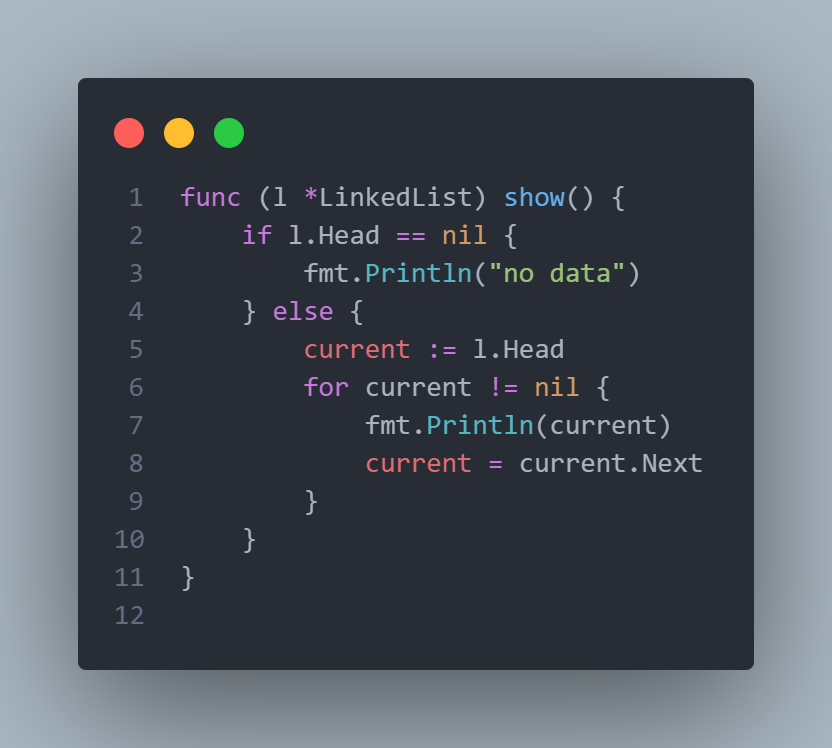 1 func (l *LinkedList) show() {
2     if l.Head == nil {
3         fmt.Println("no data")
4     } else {
5         current := l.Head
6         for current != nil {
7             fmt.Println(current)
8             current = current.Next
9         }
10     }
11 }
12